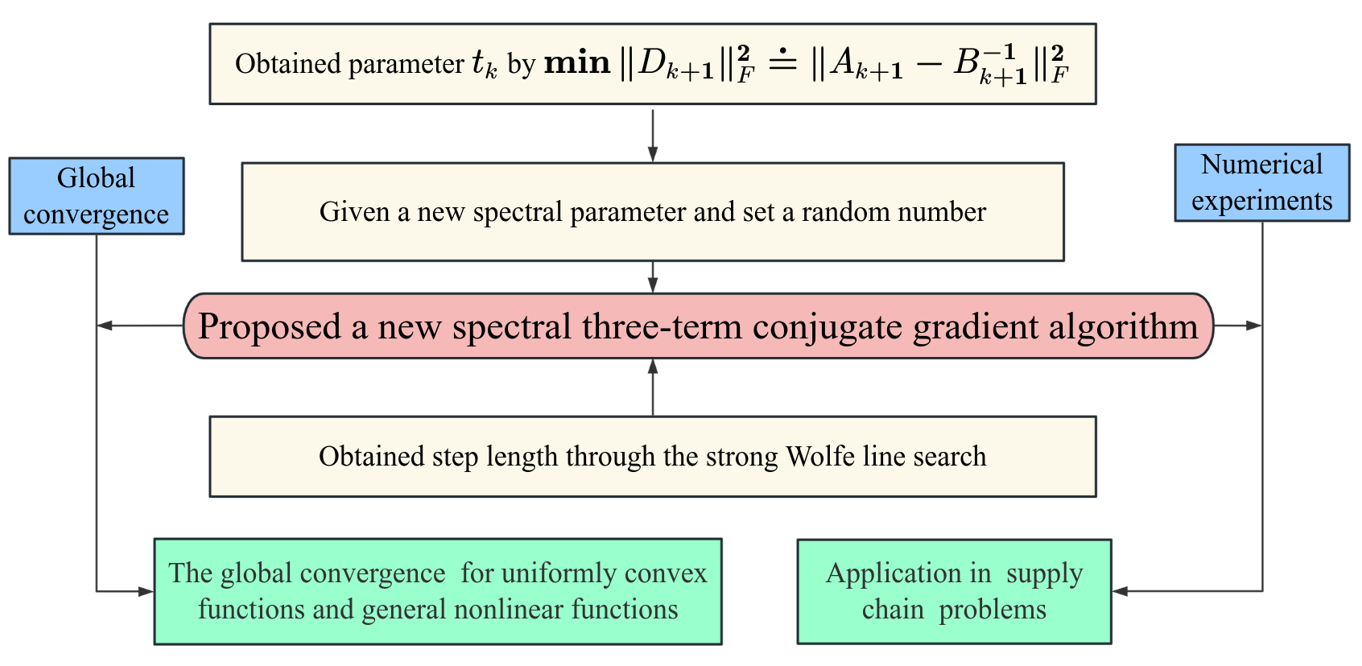 Obtained parameter $t_k$ by $\min \|D_{k+1}\|_F^2 \doteq \|A_{k+1} - B_{k+1}^{-1}\|_F^2$
Global
convergence
Numerical
experiments
Given a new spectral parameter and set a random number
Proposed a new spectral three-term conjugate gradient algorithm
Obtained step length through the strong Wolfe line search
The global convergence for uniformly convex
functions and general nonlinear functions
Application in supply
chain problems